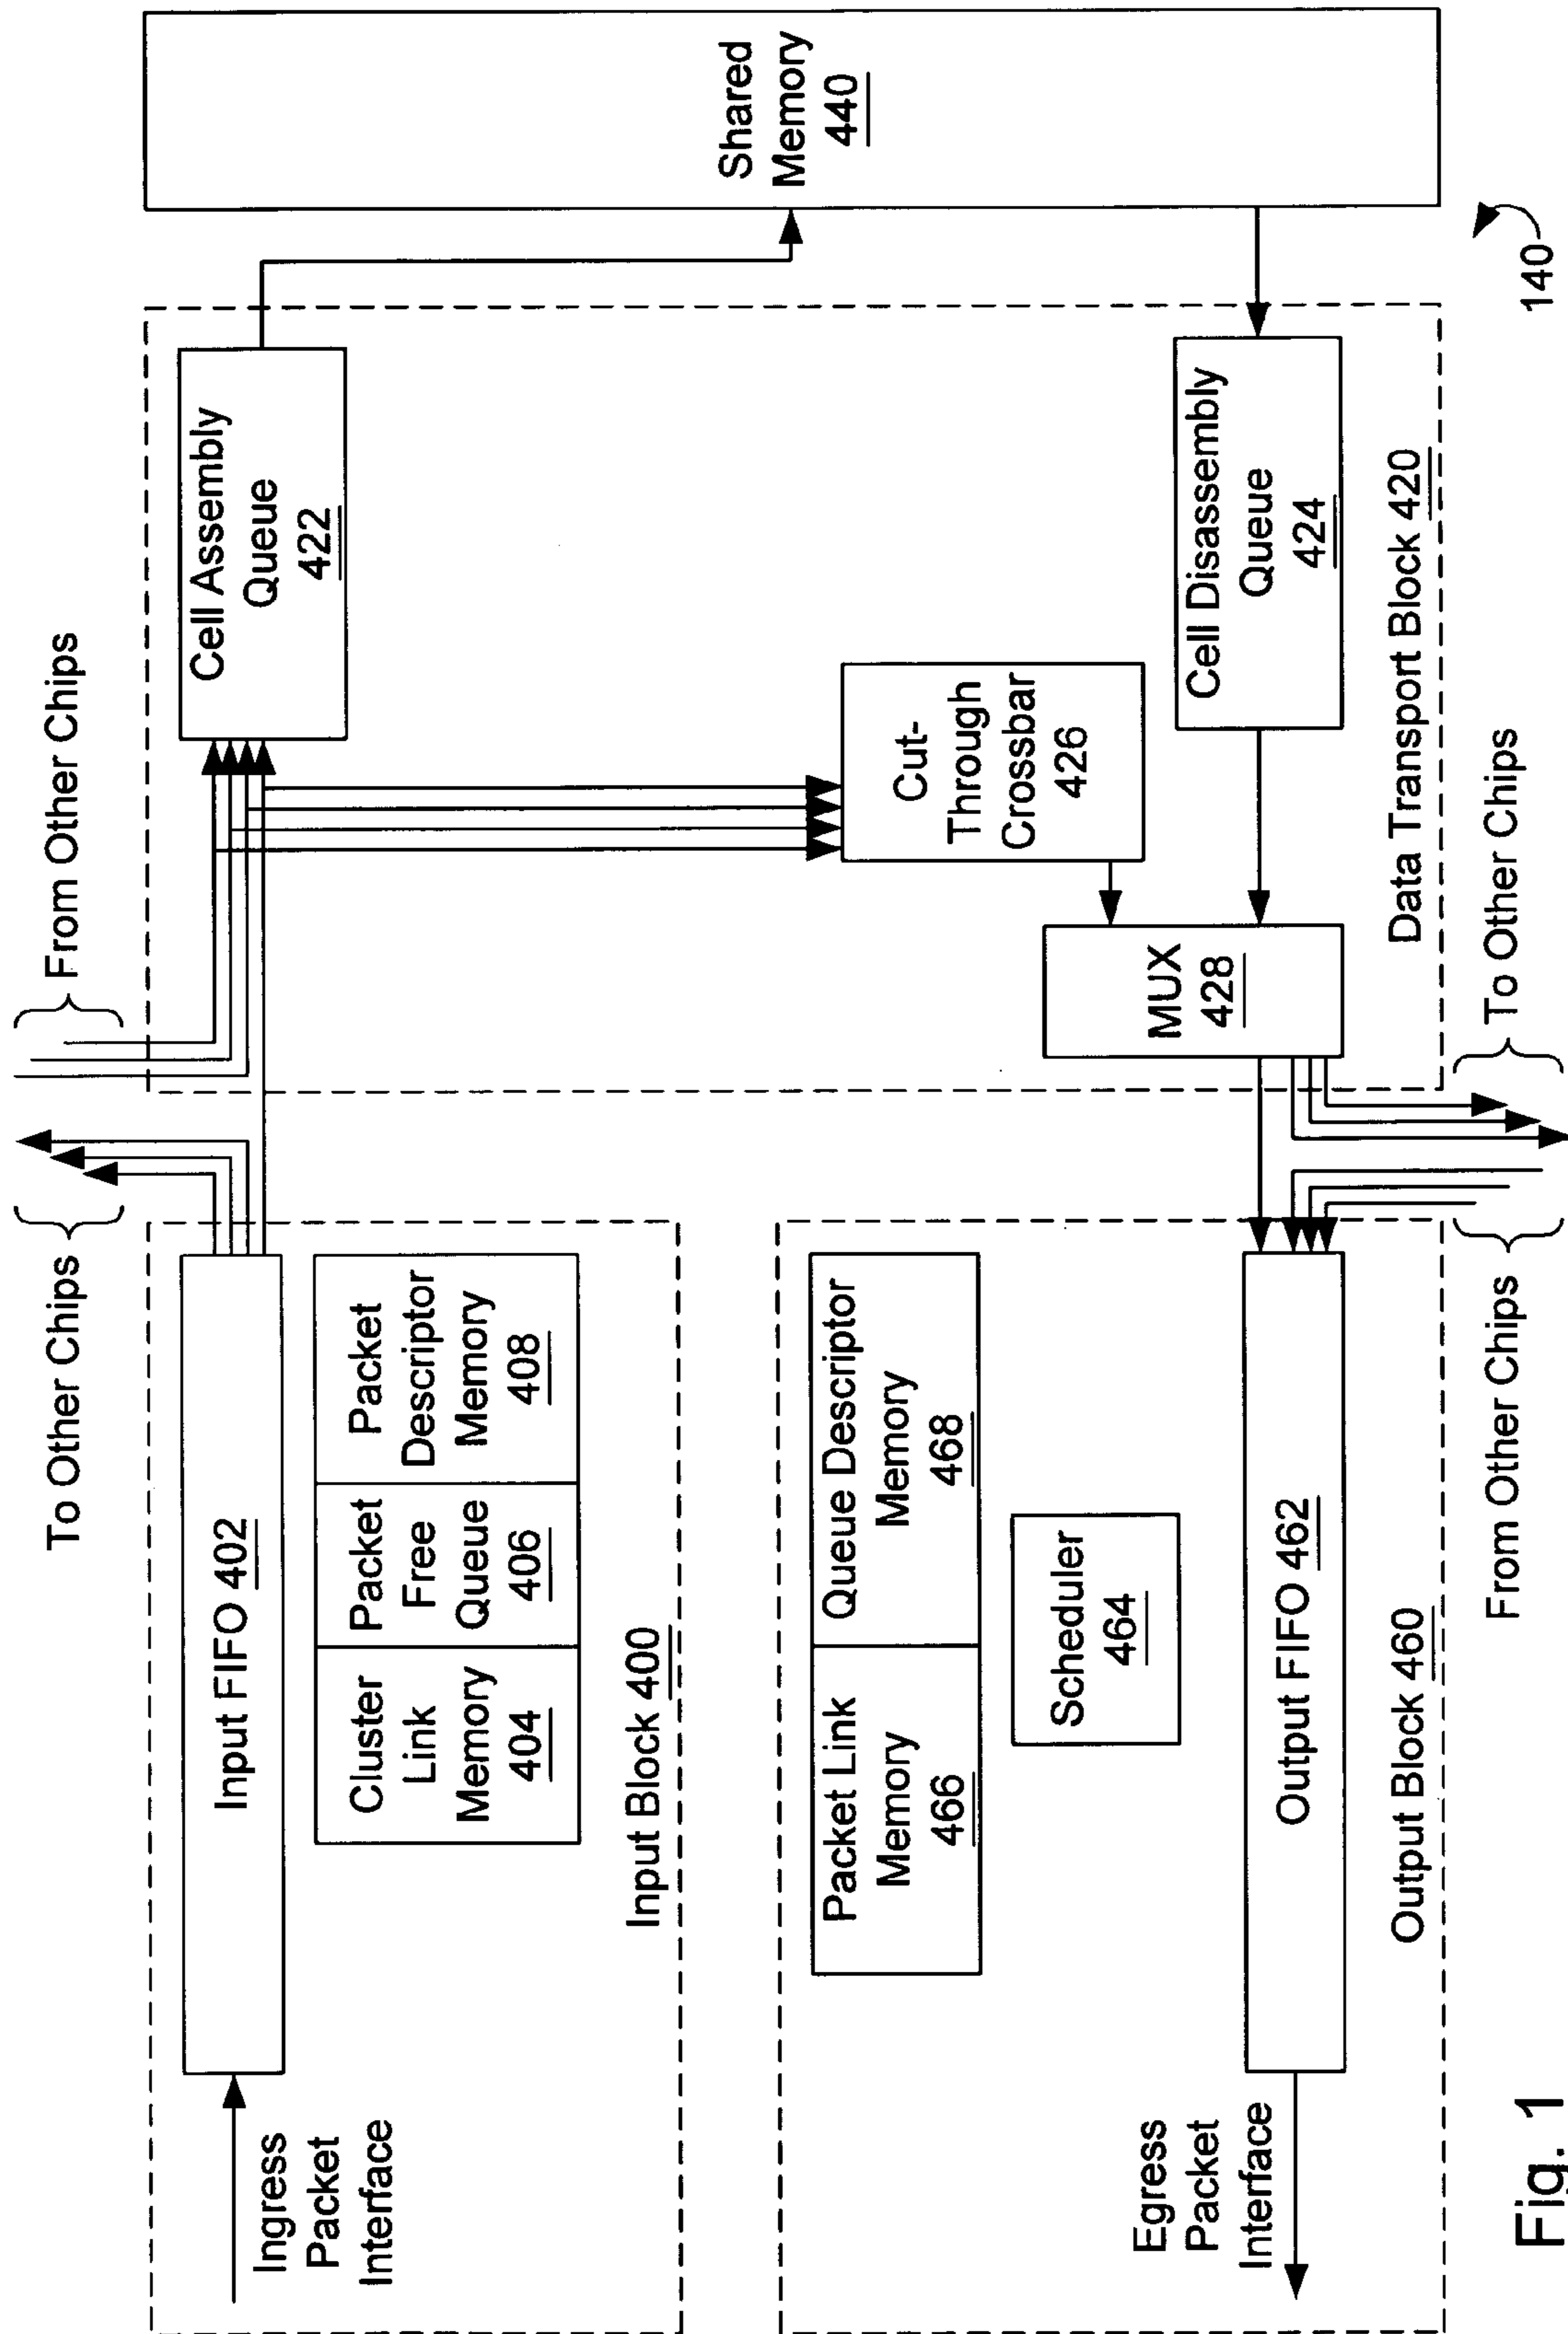 To Other Chips
From Other Chips
Ingress
Packet
Interface
Input FIFO 402
Cluster
Link
Memory
404
Packet
Free
Queue
406
Packet
Descriptor
Memory
408
Input Block 400
Cell Assembly
Queue
422
Cut-
Through
Crossbar
426
MUX
428
Cell Disassembly
Queue
424
Data Transport Block 420
Shared
Memory
440
Packet Link
Memory
466
Queue Descriptor
Memory
468
Scheduler
464
Output FIFO 462
Egress
Packet
Interface
Output Block 460
From Other Chips
To Other Chips
140
Fig. 1